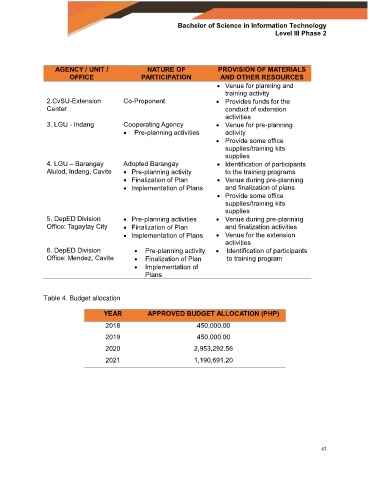 Bachelor of Science in Information Technology
Level III Phase 2
AGENCY / UNIT / OFFICE NATURE OF PARTICIPATION PROVISION OF MATERIALS AND OTHER RESOURCES
• Venue for planning and
training activity
2.CvSU-Extension Co-Proponent • Provides funds for the
Center conduct of extension
activities
3. LGU - Indang Cooperating Agency • Venue for pre-planning
• Pre-planning activities activity
• Provide some office
supplies/training kits
supplies
4. LGU – Barangay Adopted Barangay • Identification of participants
Alulod, Indang, Cavite • Pre-planning activity to the training programs
• Finalization of Plan • Venue during pre-planning
• Implementation of Plans and finalization of plans
• Provide some office
supplies/training kits
supplies
5. DepED Division • Pre-planning activities • Venue during pre-planning
Office: Tagaylay City • Finalization of Plan and finalization activities
• Implementation of Plans • Venue for the extension
activities
6. DepED Division • Pre-planning activity • Identification of participants
Office: Mendez, Cavite • Finalization of Plan to training program
• Implementation of
Plans
Table 4. Budget allocation
YEAR APPROVED BUDGET ALLOCATION (PHP)
2018 450,000.00
2019 450,000.00
2020 2,953,292.56
2021 1,190,691.20
43